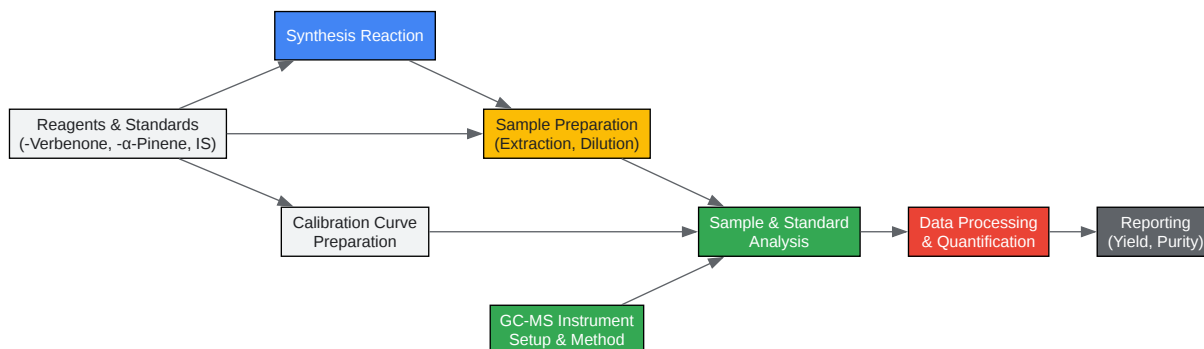 Synthesis Reaction
Reagents & Standards
(-Verbenone, -α-Pinene, IS)
Sample Preparation
(Extraction, Dilution)
Calibration Curve
Preparation
Sample & Standard
Analysis
Data Processing
& Quantification
Reporting
(Yield, Purity)
GC-MS Instrument
Setup & Method